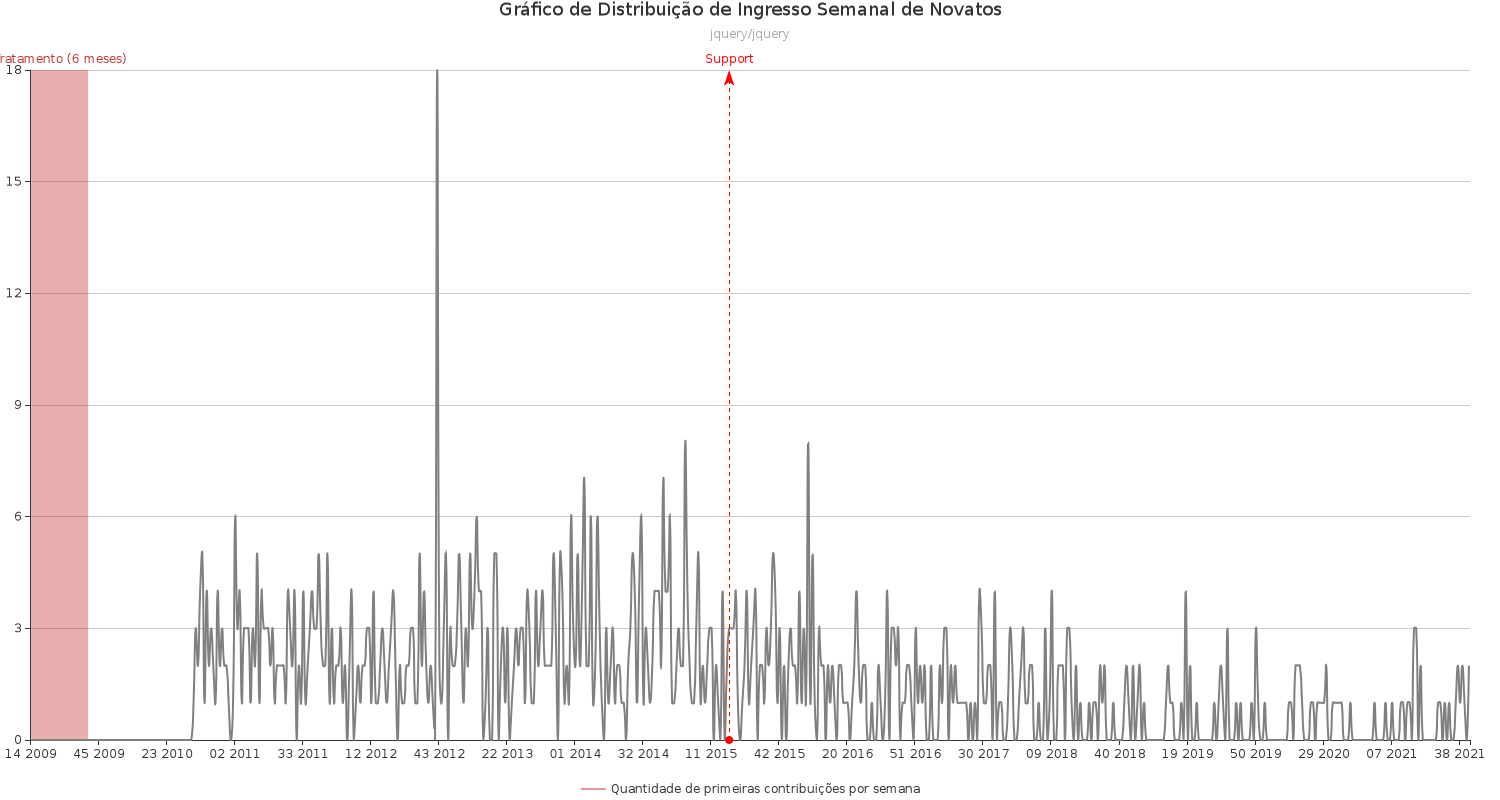 Gráfico de Distribuição de Ingresso Semanal de Novatos
jquery/jquery
ratamento (6 meses)
Support
18
15
12
9
6
3
0
14 2009 45 2009 23 2010 02 2011 33 2011 12 2012 43 2012 22 2013 01 2014 32 2014 11 2015 42 2015 20 2016 51 2016 30 2017 09 2018 40 2018 19 2019 50 2019 29 2020 07 2021 38 2021
Quantidade de primeiras contribuições por semana